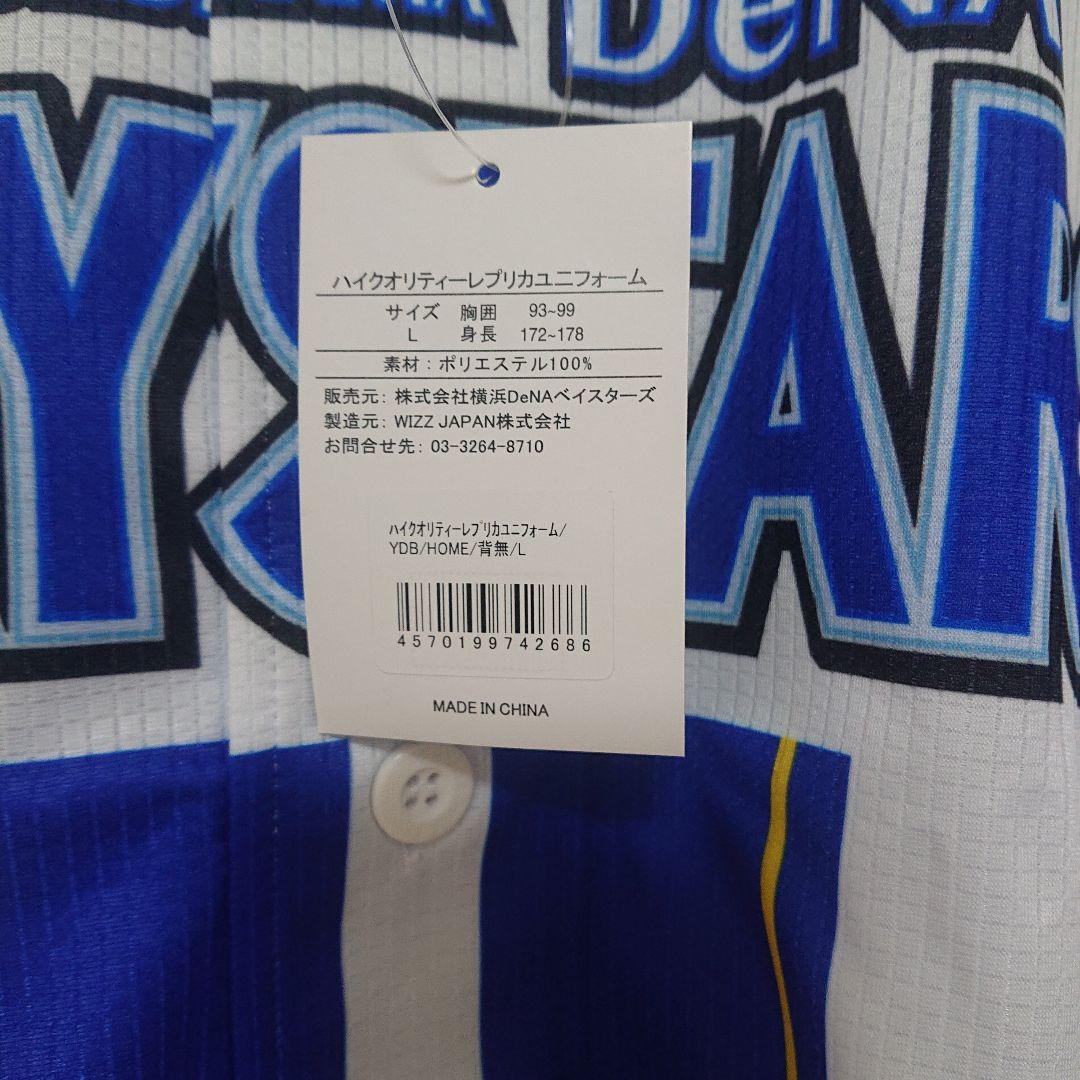 DeNA
YSTAR
ハイクオリティーレプリカユニフォーム
サイズ 胸囲 93~99
L 身長 172~178
素材：ポリエステル100%
販売元：株式会社横浜DeNAベイスターズ
製造元：WIZZ JAPAN株式会社
お問合せ先：03-3264-8710
ﾊｲｸｵﾘﾃｨｰﾚﾌﾟﾘｶﾕﾆﾌｫｰﾑ/
YDB/HOME/背無/L
4570199742686
MADE IN CHINA